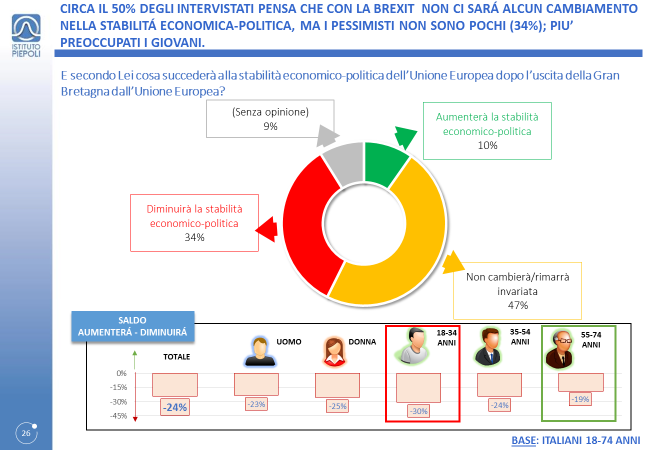 CIRCA IL 50% DEGLI INTERVISTATI PENSA CHE CON LA BREXIT NON CI SARÁ ALCUN CAMBIAMENTO
NELLA STABILITÁ ECONOMICA-POLITICA, MA I PESSIMISTI NON SONO POCHI (34%); PIU'
PREOCCUPATI I GIOVANI.
ISTITUTO
PIEPOLI
E secondo Lei cosa succederà alla stabilità economico-politica dell'Unione Europea dopo l'uscita della Gran
Bretagna dall'Unione Europea?
(Senza opinione)
9%
Aumenterà la stabilità
economico-politica
10%
Diminuirà la stabilità
economico-politica
34%
Non cambierà/rimarrà
invariata
47%
SALDO
AUMENTERÁ - DIMINUIRÁ
TOTALE
UOMO
DONNA
18-34
ANNI
35-54
ANNI
55-74
ANNI
0%
-15%
-30%
-45%
-24%
-23%
-25%
-30%
-24%
-19%
26
BASE: ITALIANI 18-74 ANNI